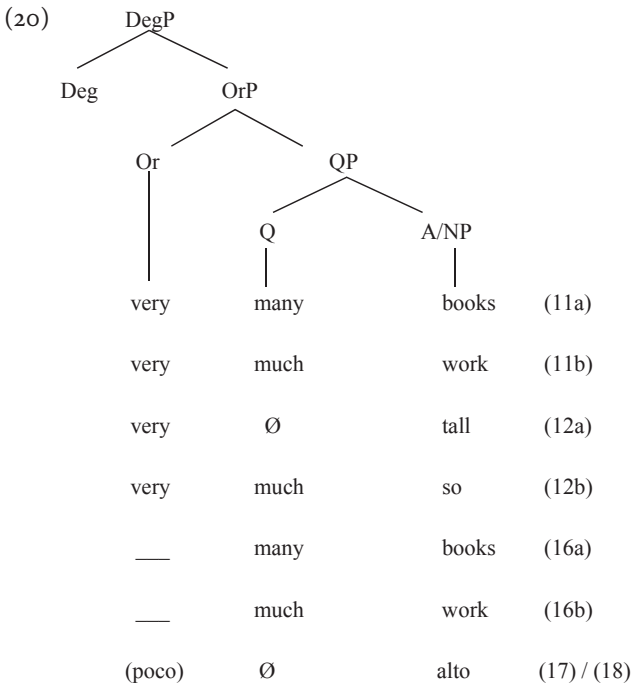 (20) DegP
Deg OrP
Or QP
Q A/NP
very many books (11a)
very much work (11b)
very Ø tall (12a)
very much so (12b)
___ many books (16a)
___ much work (16b)
(poco) Ø alto (17) / (18)